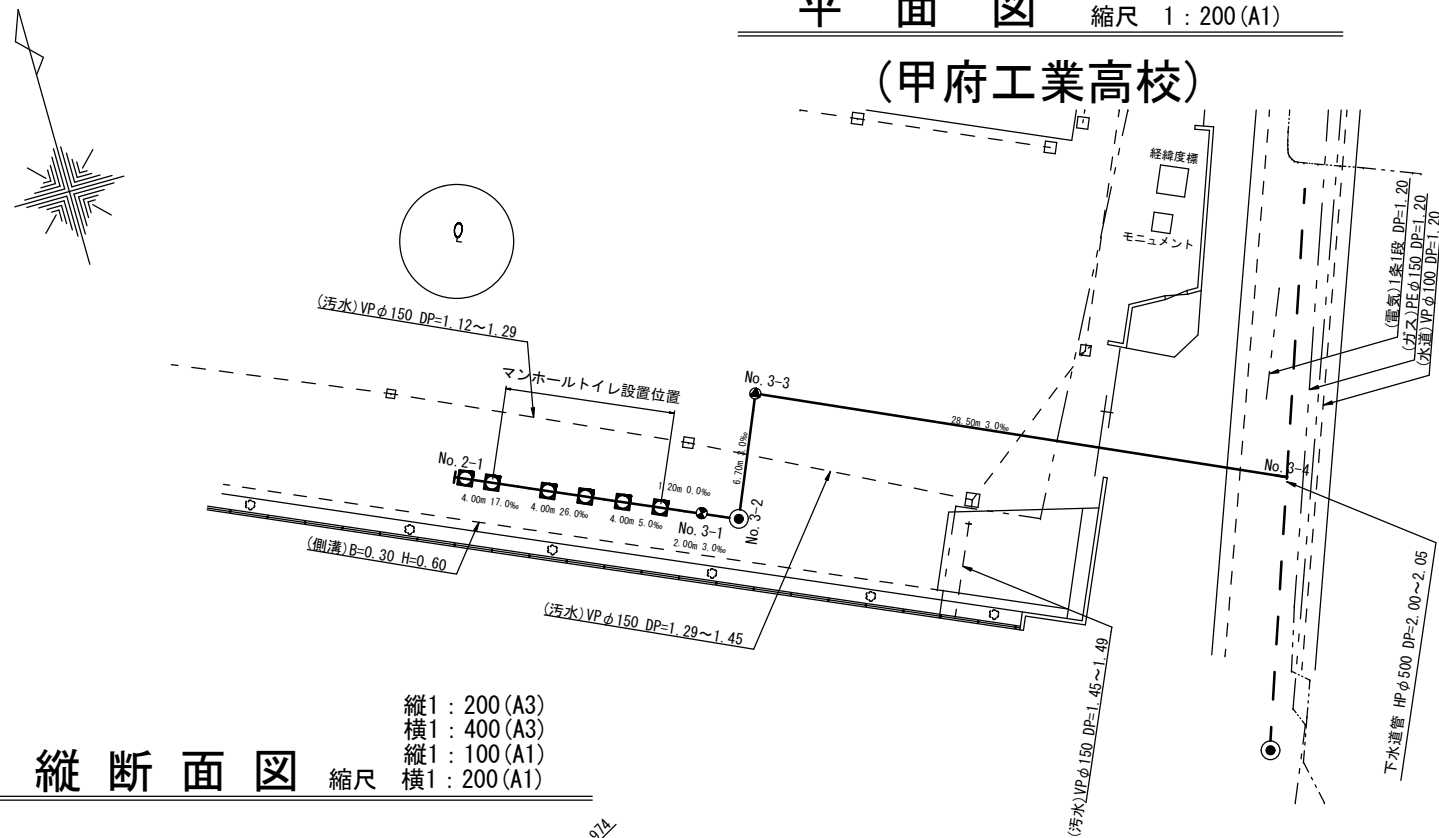 平面図 縮尺 1:200(A1)
(甲府工業高校)
経緯度標
モニュメント
(電気)1条1段 DP=1.20
(ガス)PEφ150 DP=1.20
(水道)VPφ100 DP=1.20
(汚水)VPφ150 DP=1.12~1.29
マンホールトイレ設置位置
No.3-3
28.50m 3.0‰
6.70m 3.0‰
No.3-4
No.2-1
4.00m 17.0‰
4.00m 26.0‰
4.00m 5.0‰
1.20m 0.0‰
No.3-1
2.00m 3.0‰
No.3-2
(側溝)B=0.30 H=0.60
(汚水)VPφ150 DP=1.29~1.45
(汚水)VPφ150 DP=1.45~1.49
下水道管 HPφ500 DP=2.00~2.05
縦1:200(A3)
横1:400(A3)
縦1:100(A1)
縦断面図 縮尺 横1:200(A1)
974